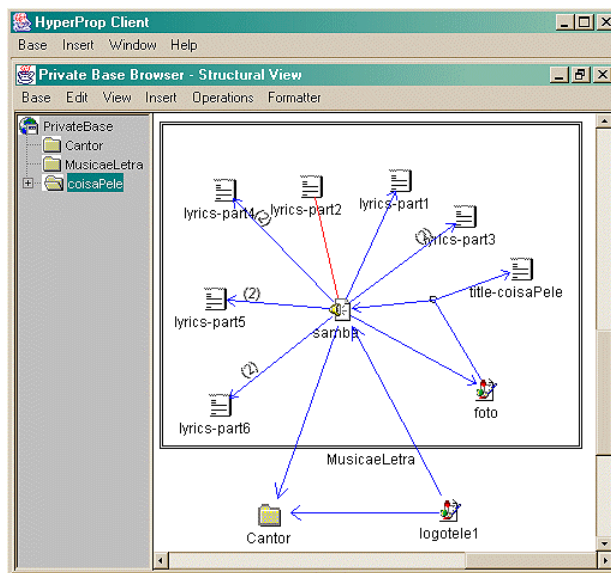 HyperProp Client
Base Insert Window Help
Private Base Browser - Structural View
Base Edit View Insert Operations Formatter
PrivateBase
Cantor
MusicaeLetra
coisaPele
lyrics-part4
lyrics-part2
lyrics-part1
(2)
(2)
lyrics-part3
title-coisaPele
(2)
lyrics-part5
samba
(2)
lyrics-part6
foto
MusicaeLetra
Cantor
logotele1